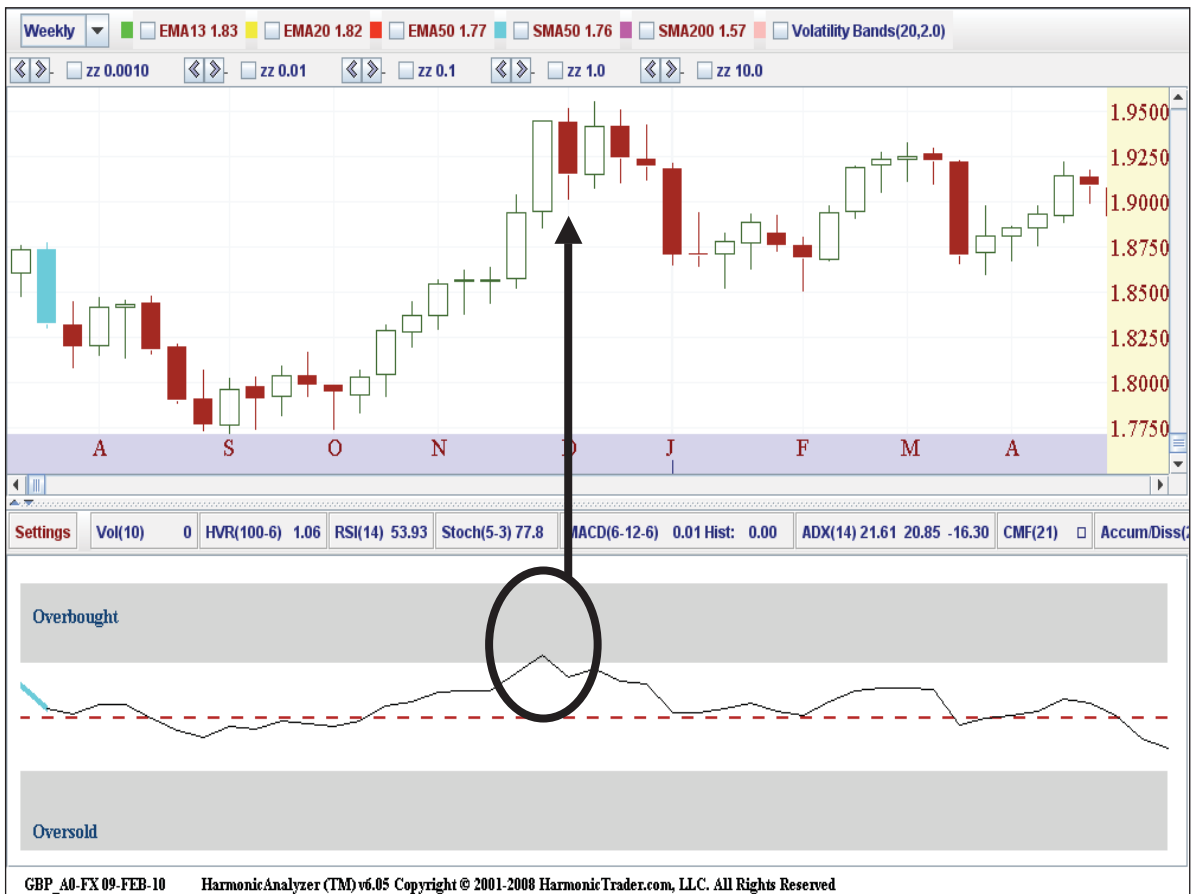 Weekly EMA13 1.83 EMA20 1.82 EMA50 1.77 SMA50 1.76 SMA200 1.57 Volatility Bands(20,2.0)
zz 0.0010 zz 0.01 zz 0.1 zz 1.0 zz 10.0
1.9500
1.9250
1.9000
1.8750
1.8500
1.8250
1.8000
1.7750
A S O N D J F M A
Settings Vol(10) 0 HVR(100-6) 1.06 RSI(14) 53.93 Stoch(5-3) 77.8 MACD(6-12-6) 0.01 Hist: 0.00 ADX(14) 21.61 20.85 -16.30 CMF(21) Accum/Diss(
Overbought
Oversold
GBP_A0-FX 09-FEB-10 HarmonicAnalyzer (TM) v6.05 Copyright © 2001-2008 HarmonicTrader.com, LLC. All Rights Reserved